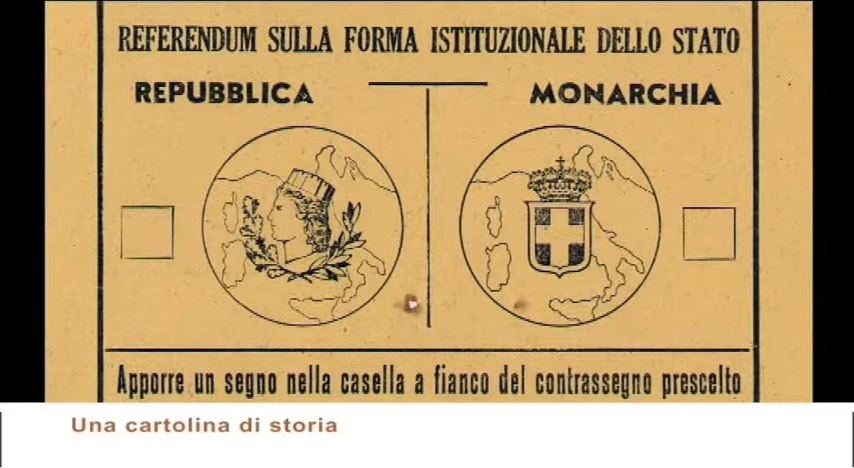 REFERENDUM SULLA FORMA ISTITUZIONALE DELLO STATO
REPUBBLICA
MONARCHIA
Apporre un segno nella casella a fianco del contrassegno prescelto
Una cartolina di storia